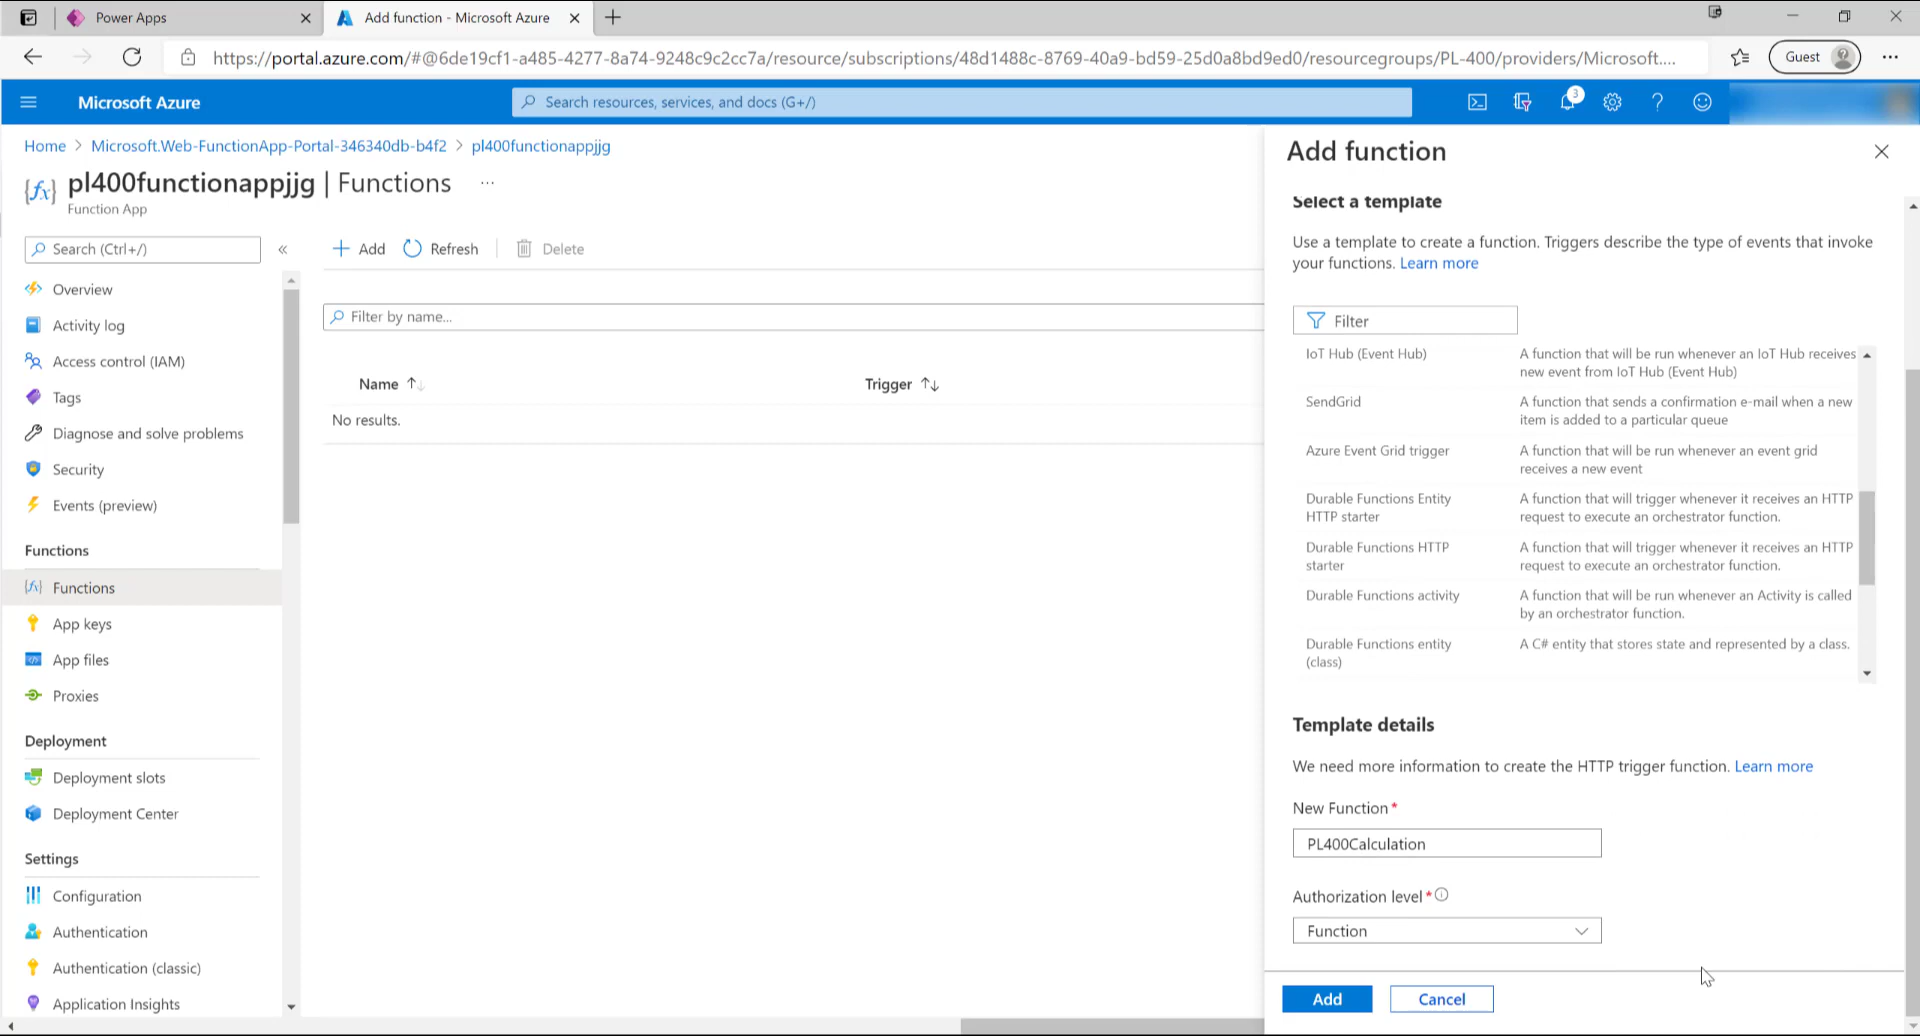 Power Apps
Add function - Microsoft Azure
https://portal.azure.com/#@6de19cf1-a485-4277-8a74-9248c9c2cc7a/resource/subscriptions/48d1488c-8769-40a9-bd59-25d0a8bd9ed0/resourcegroups/PL-400/providers/Microsoft....
Guest
Microsoft Azure
Search resources, services, and docs (G+/)
3
Home > Microsoft.Web-FunctionApp-Portal-346340db-b4f2 > pl400functionappjjg
pl400functionappjjg | Functions ...
Function App
Search (Ctrl+/)
Overview
Activity log
Access control (IAM)
Tags
Diagnose and solve problems
Security
Events (preview)
Functions
Functions
App keys
App files
Proxies
Deployment
Deployment slots
Deployment Center
Settings
Configuration
Authentication
Authentication (classic)
Application Insights
Add
Refresh
Delete
Filter by name...
Name
Trigger
No results.
Add function
Select a template
Use a template to create a function. Triggers describe the type of events that invoke
your functions. Learn more
Filter
IoT Hub (Event Hub)
A function that will be run whenever an IoT Hub receives
new event from IoT Hub (Event Hub)
SendGrid
A function that sends a confirmation e-mail when a new
item is added to a particular queue
Azure Event Grid trigger
A function that will be run whenever an event grid
receives a new event
Durable Functions Entity
HTTP starter
A function that will trigger whenever it receives an HTTP
request to execute an orchestrator function.
Durable Functions HTTP
starter
A function that will trigger whenever it receives an HTTP
request to execute an orchestrator function.
Durable Functions activity
A function that will be run whenever an Activity is called
by an orchestrator function.
Durable Functions entity
(class)
A C# entity that stores state and represented by a class.
Template details
We need more information to create the HTTP trigger function. Learn more
New Function *
PL400Calculation
Authorization level *
Function
Add
Cancel